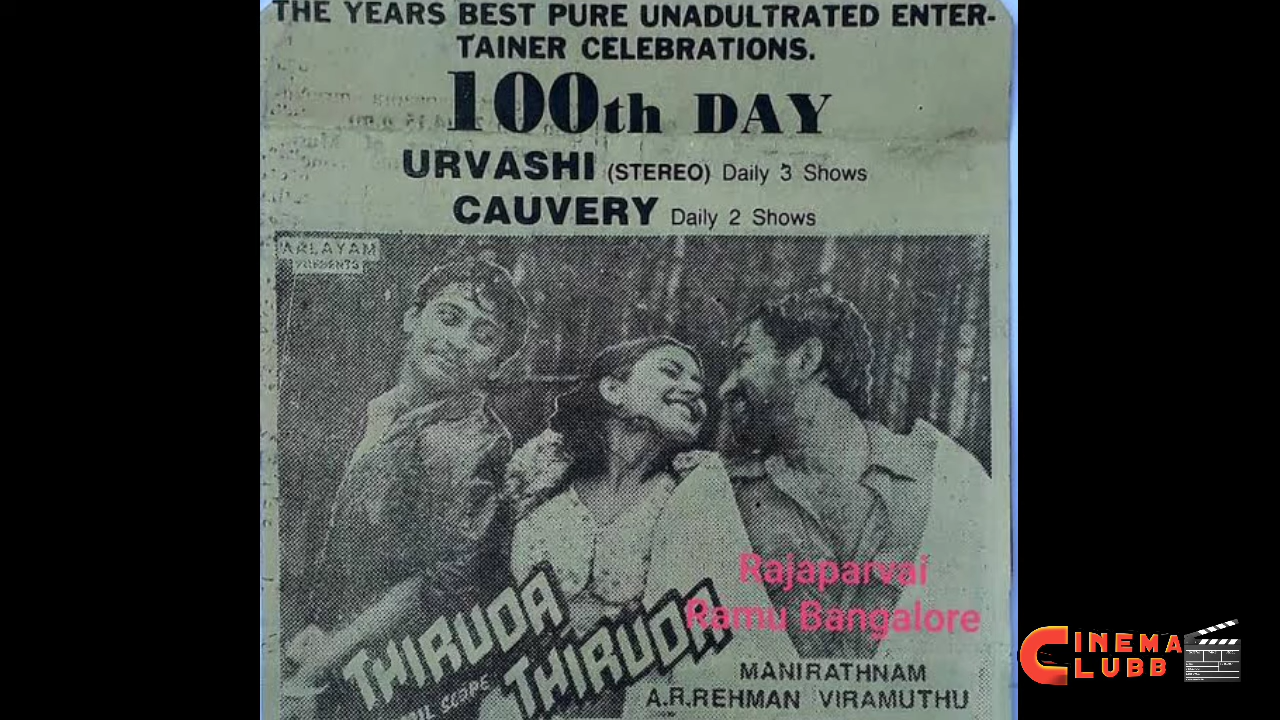 THE YEARS BEST PURE UNADULTRATED ENTER-
TAINER CELEBRATIONS.
100th DAY
URVASHI (STEREO) Daily 3 Shows
CAUVERY Daily 2 Shows
PRESENTS
THIRUDA
THIRUDA
SCOPE
Rajaparvai
Ramu Bangalore
MANIRATHNAM
A.R.REHMAN VIRAMUTHU
CINEMA
CLUBB